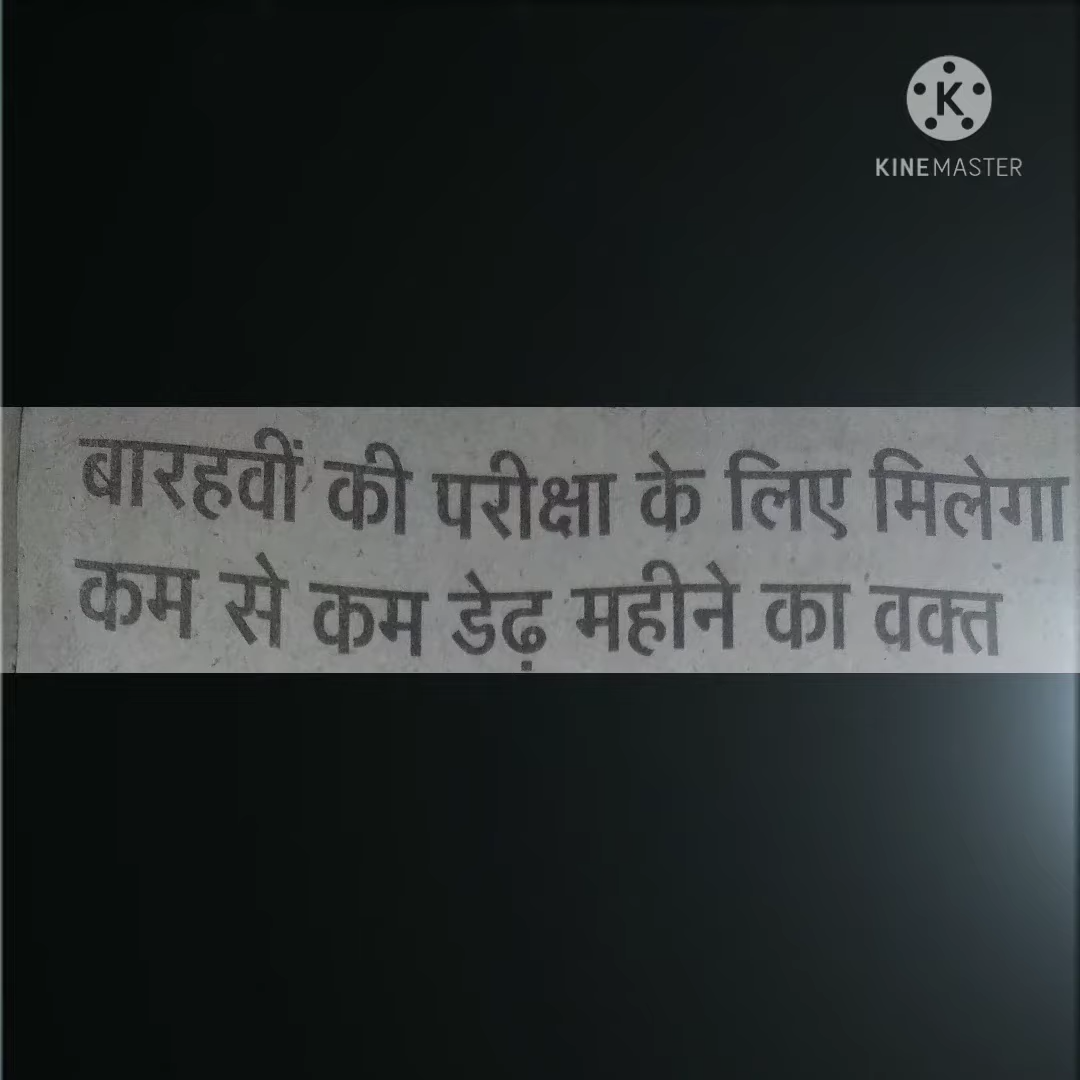 K
KINEMASTER
बारहवीं की परीक्षा के लिए मिलेगा
कम से कम डेढ़ महीने का वक्त